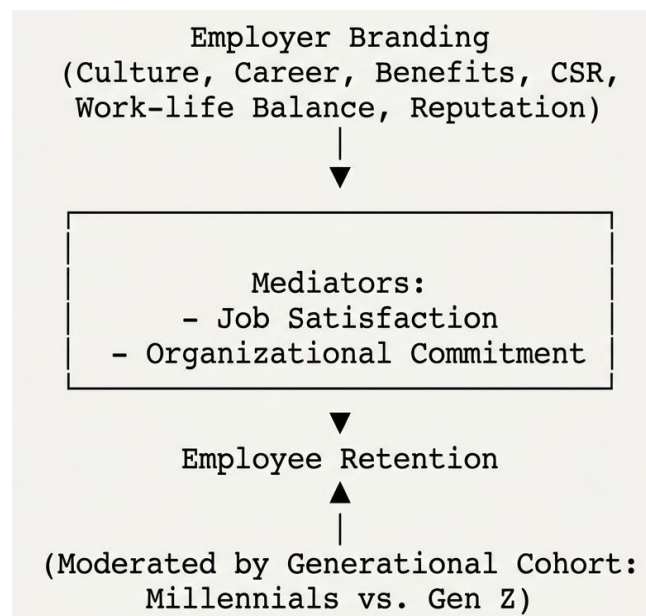 Employer Branding
(Culture, Career, Benefits, CSR,
Work-life Balance, Reputation)
Mediators:
- Job Satisfaction
- Organizational Commitment
Employee Retention
(Moderated by Generational Cohort:
Millennials vs. Gen Z)